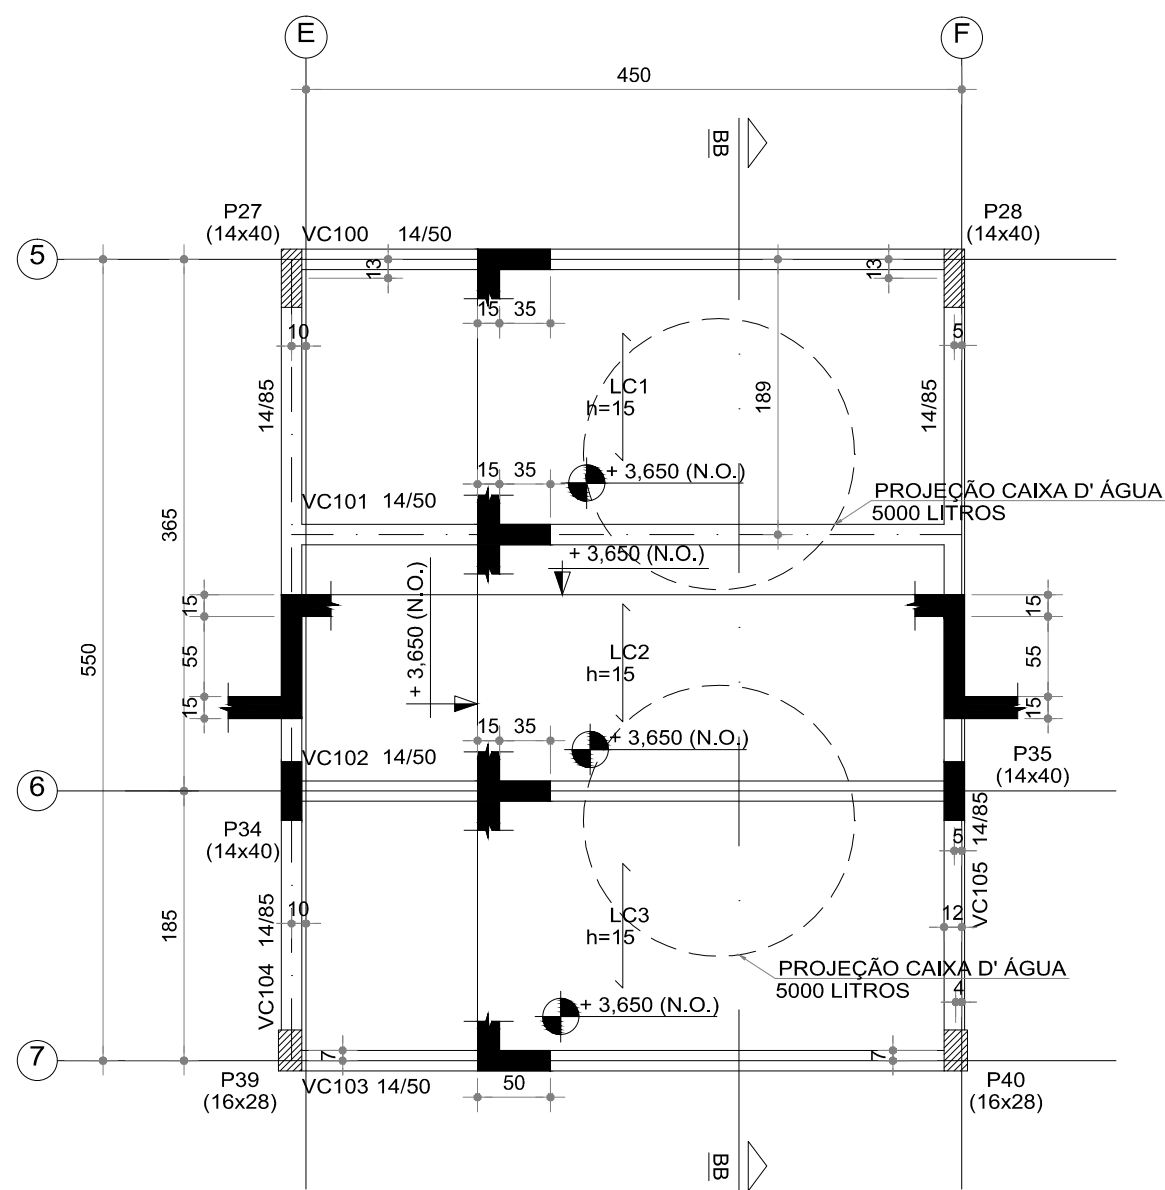 E
F
450
BB
P27
(14x40)
VC100
14/50
P28
(14x40)
5
13
13
15
35
10
5
14/85
LC1
h=15
189
14/85
15
35
+ 3,650 (N.O.)
PROJEÇÃO CAIXA D' ÁGUA
5000 LITROS
VC101
14/50
365
+ 3,650 (N.O.)
+ 3,650 (N.O.)
15
15
550
55
LC2
h=15
55
15
15
15
35
+ 3,650 (N.O.)
VC102
14/50
P35
(14x40)
6
P34
(14x40)
5
14/85
VC105
10
14/85
185
LC3
h=15
12
PROJEÇÃO CAIXA D' ÁGUA
5000 LITROS
VC104
+ 3,650 (N.O.)
4
7
7
7
P39
(16x28)
VC103 14/50
50
P40
(16x28)
BB